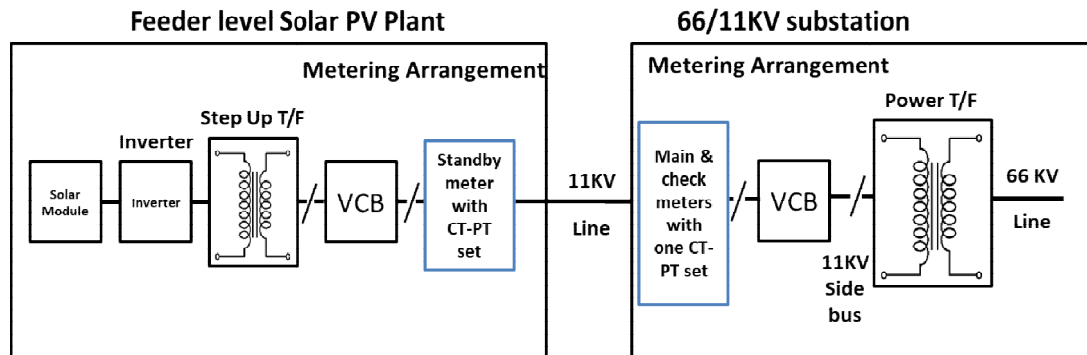 Feeder level Solar PV Plant
66/11KV substation
Metering Arrangement
Metering Arrangement
Solar
Module
Inverter
Inverter
Step Up T/F
VCB
Standby
meter
with
CT-PT
set
11KV
Line
Main &
check
meters
with
one CT-
PT set
VCB
11KV
Side
bus
Power T/F
66 KV
Line